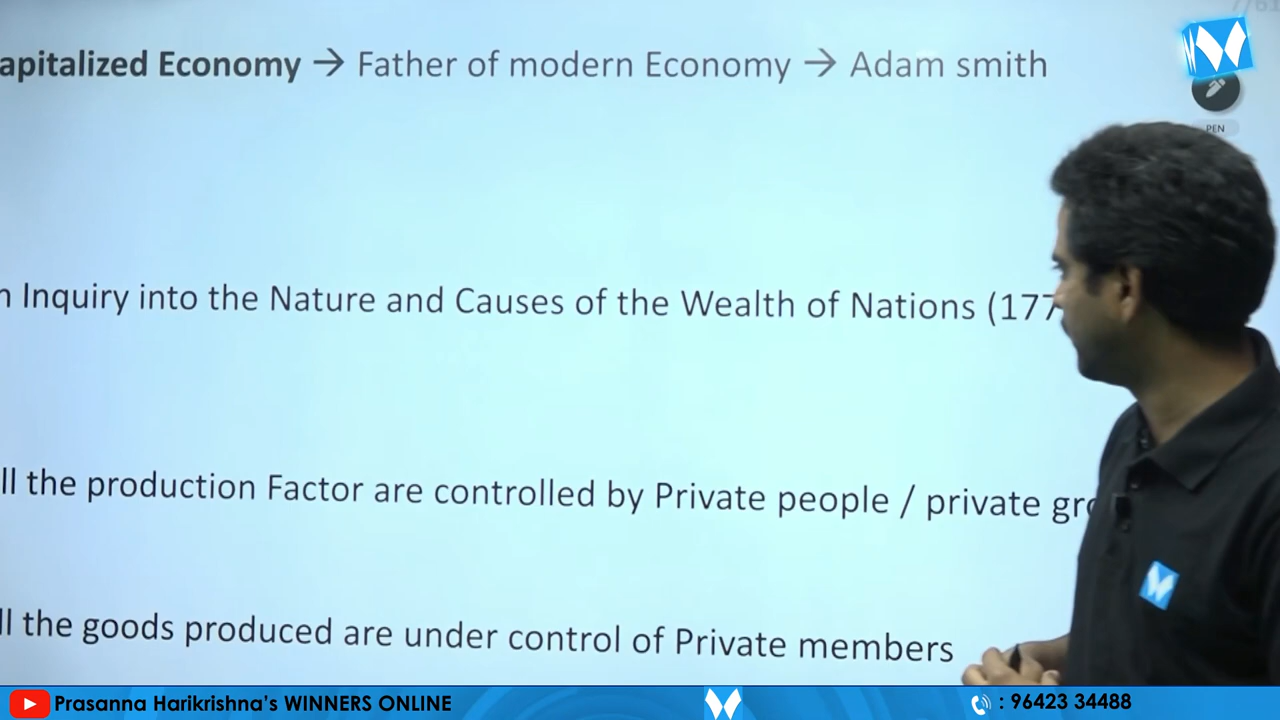 apitalized Economy → Father of modern Economy → Adam smith
PEN
n Inquiry into the Nature and Causes of the Wealth of Nations (177
ll the production Factor are controlled by Private people / private gr
ll the goods produced are under control of Private members
Prasanna Harikrishna's WINNERS ONLINE
: 96423 34488